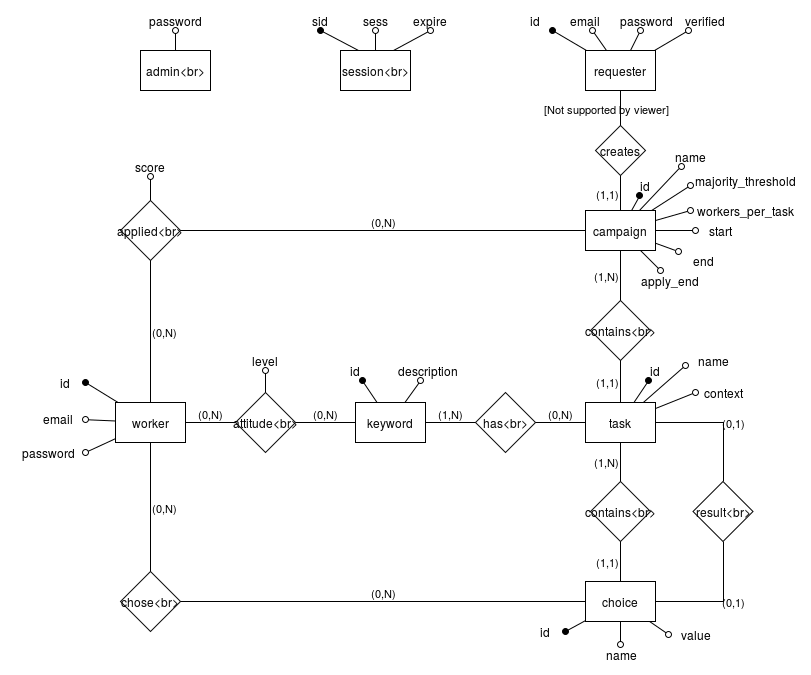 password
sid
sess
expire
id
email
password
verified
admin<br>
session<br>
requester
[Not supported by viewer]
creates
name
score
majority_threshold
id
(1,1)
workers_per_task
applied<br>
(0,N)
campaign
start
end
(1,N)
apply_end
(0,N)
contains<br>
level
id
description
id
name
id
(1,1)
context
email
worker
(0,N)
attitude<br>
(0,N)
keyword
(1,N)
has<br>
(0,N)
task
(0,1)
password
(1,N)
(0,N)
contains<br>
result<br>
(1,1)
chose<br>
(0,N)
choice
(0,1)
id
name
value